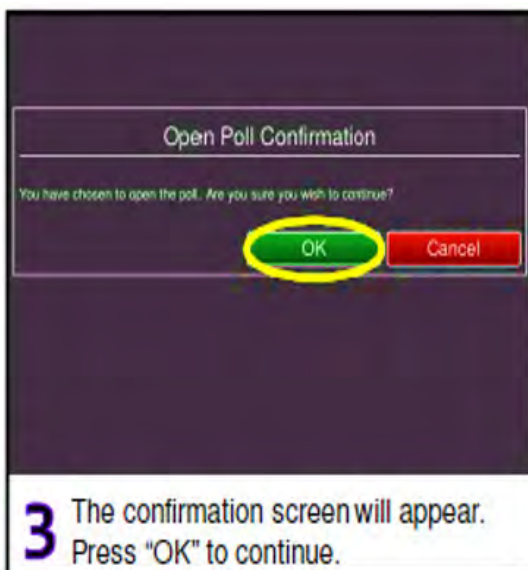 Open Poll Confirmation
You have chosen to open the poll. Are you sure you wish to continue?
OK
Cancel
3 The confirmation screen will appear.
Press “OK” to continue.